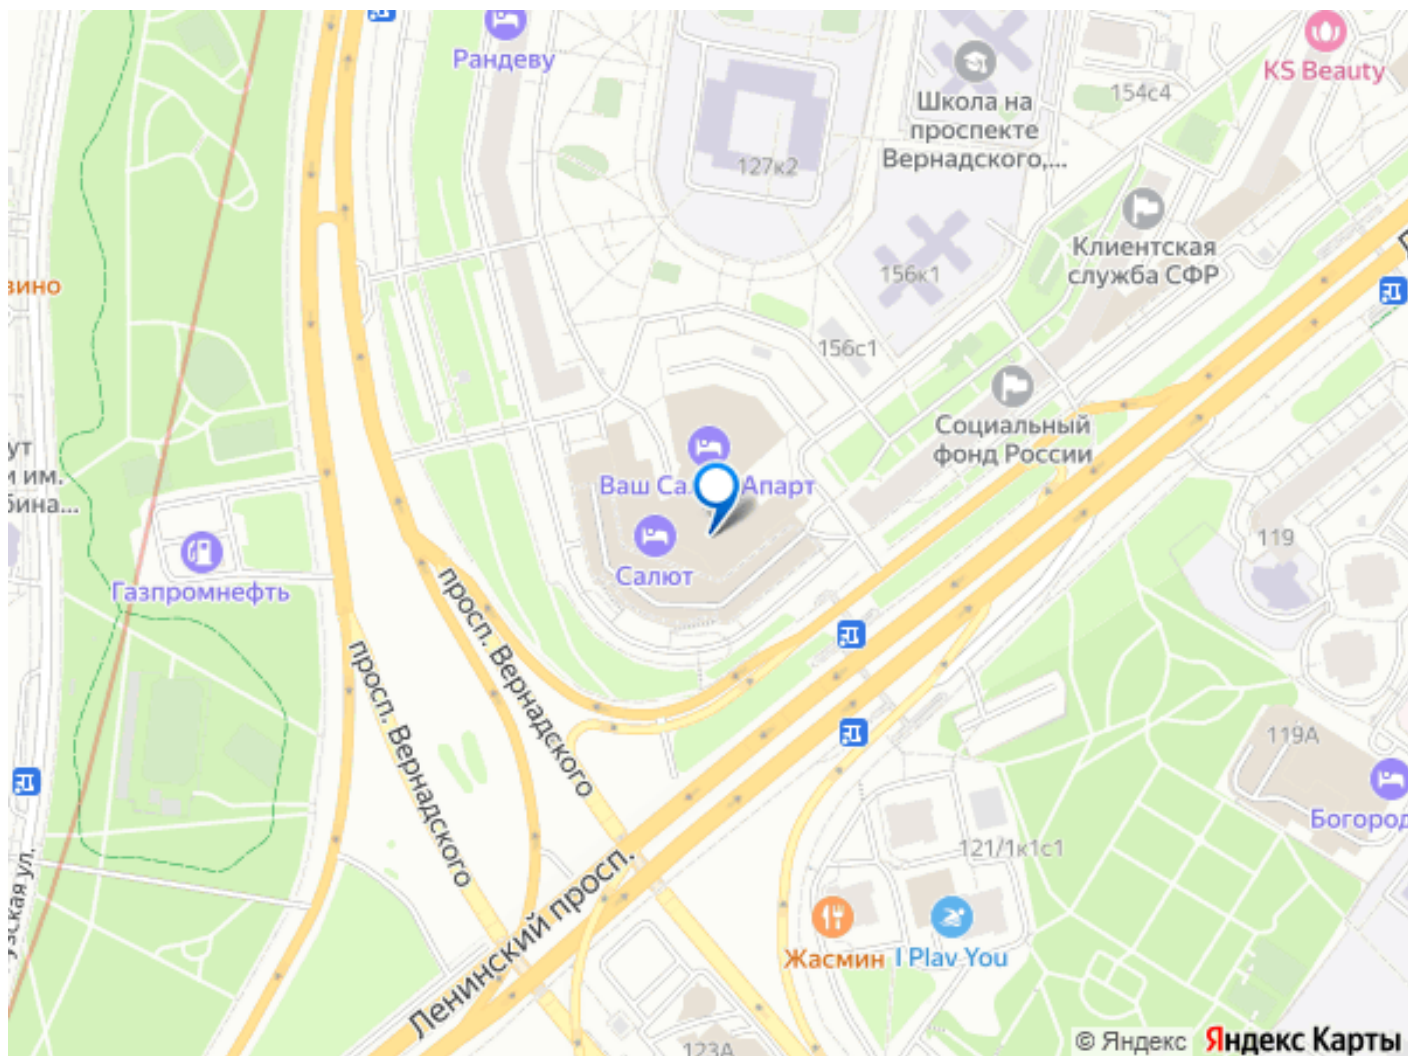 Рандеву
KS Beauty
154с4
Школа на
проспекте
Вернадского,...
127к2
Клиентская
служба СФР
156к1
156с1
Социальный
фонд России
Ваш Са Апарт
Салют
119
Газпромнефть
просп. Вернадского
просп. Вернадского
119А
Богород
121/1к1с1
Ленинский просп.
Жасмин
I Plav You
123А
© Яндекс
Яндекс Карты